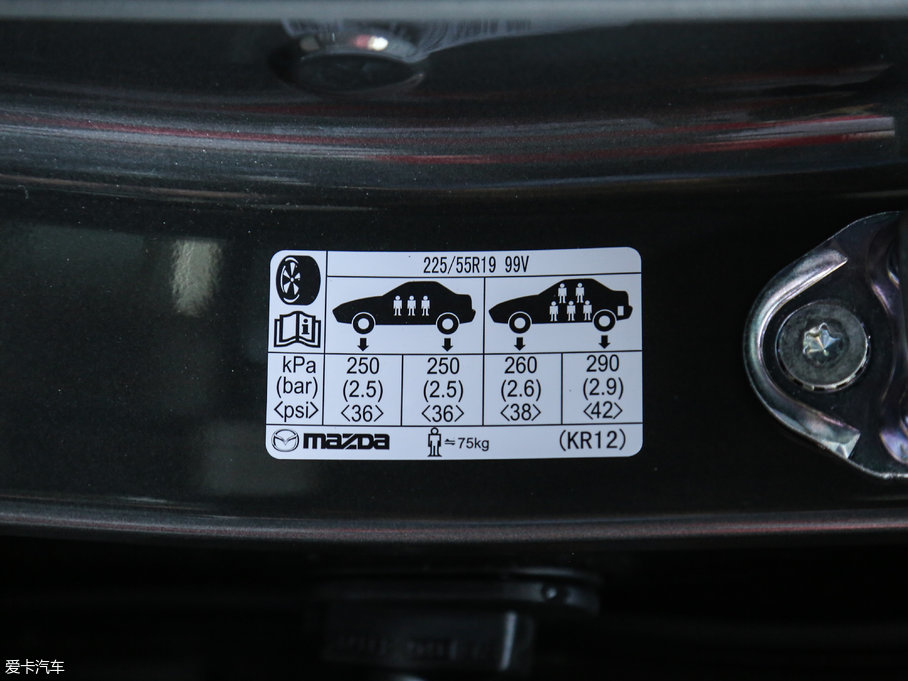 225/55R19 99V
kPa 250 250 260 290
(bar) (2.5) (2.5) (2.6) (2.9)
<psi> <36> <36> <38> <42>
mazda ≒75kg (KR12)
爱卡汽车